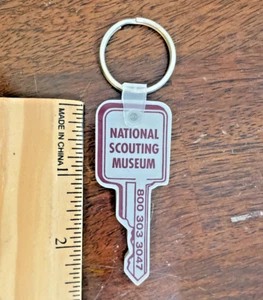 NATIONAL
SCOUTING
MUSEUM
800 303 3047
MADE IN CHINA
1
2